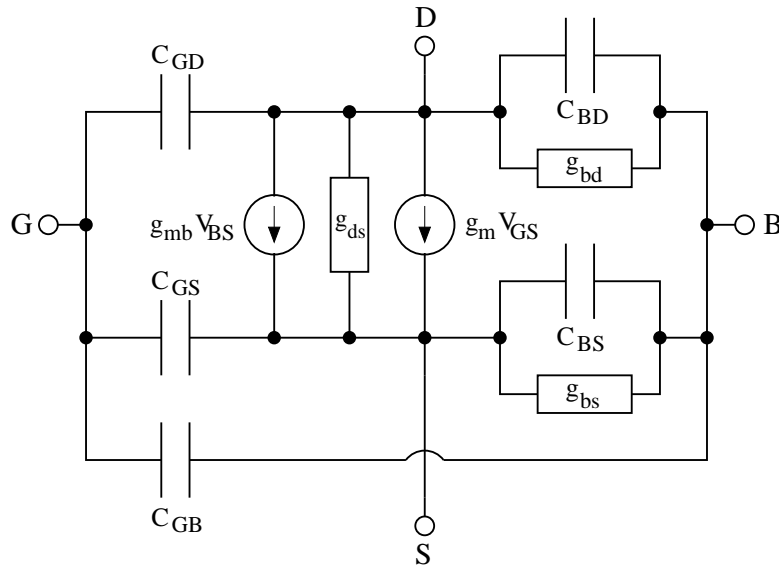 D
C_GD
C_BD
g_bd
G
g_mb V_BS
g_ds
g_m V_GS
B
C_GS
C_BS
g_bs
C_GB
S